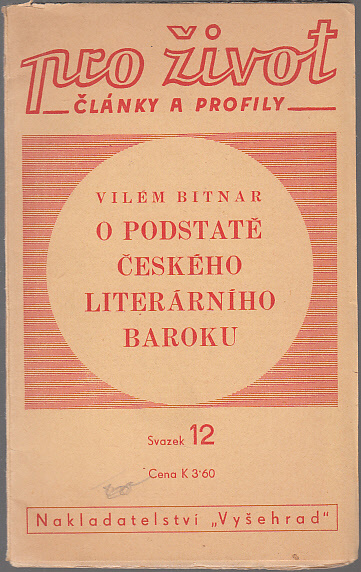 pro život
ČLÁNKY A PROFILY
VILÉM BITNAR
O PODSTATĚ
ČESKÉHO
LITERÁRNÍHO
BAROKU
Svazek 12
Cena K 3·60
Nakladatelství „Vyšehrad"